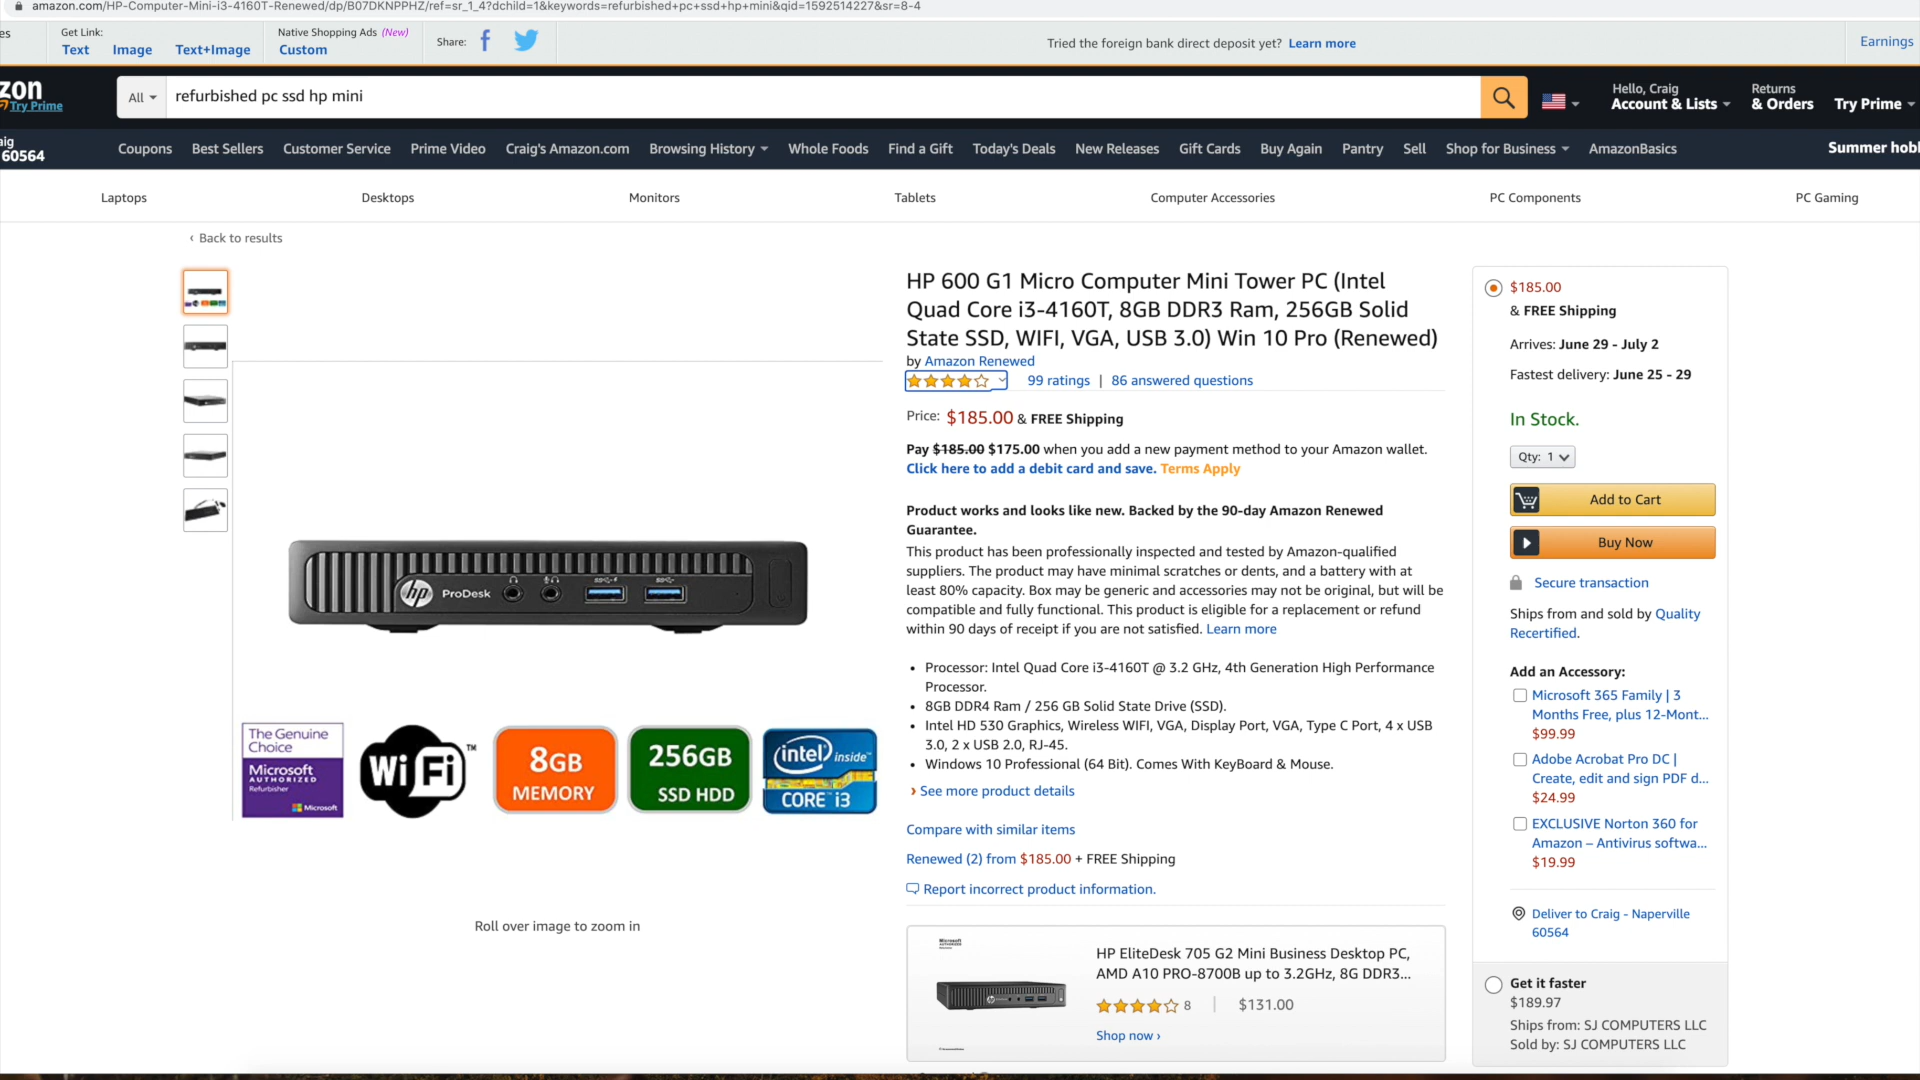 amazon.com/HP-Computer-Mini-i3-4160T-Renewed/dp/B07DKNPPHZ/ref=sr_1_4?dchild=1&keywords=refurbished+pc+ssd+hp+mini&qid=1592514227&sr=8-4
es
Get Link:
Text Image Text+Image
Native Shopping Ads (New)
Custom
Share:
Tried the foreign bank direct deposit yet? Learn more
Earnings
zon
Try Prime
All
refurbished pc ssd hp mini
Hello, Craig
Account & Lists
Returns
& Orders
Try Prime
aig
60564
Coupons Best Sellers Customer Service Prime Video Craig's Amazon.com Browsing History Whole Foods Find a Gift Today's Deals New Releases Gift Cards Buy Again Pantry Sell Shop for Business AmazonBasics
Summer hobb
Laptops Desktops Monitors Tablets Computer Accessories PC Components PC Gaming
‹ Back to results
hp ProDesk
The Genuine
Choice
Microsoft
AUTHORIZED
Refurbisher
Microsoft
Wi Fi ™
8GB
MEMORY
256GB
SSD HDD
intel inside™
CORE i3
Roll over image to zoom in
HP 600 G1 Micro Computer Mini Tower PC (Intel
Quad Core i3-4160T, 8GB DDR3 Ram, 256GB Solid
State SSD, WIFI, VGA, USB 3.0) Win 10 Pro (Renewed)
by Amazon Renewed
99 ratings | 86 answered questions
Price: $185.00 & FREE Shipping
Pay $185.00 $175.00 when you add a new payment method to your Amazon wallet.
Click here to add a debit card and save. Terms Apply
Product works and looks like new. Backed by the 90-day Amazon Renewed
Guarantee.
This product has been professionally inspected and tested by Amazon-qualified
suppliers. The product may have minimal scratches or dents, and a battery with at
least 80% capacity. Box may be generic and accessories may not be original, but will be
compatible and fully functional. This product is eligible for a replacement or refund
within 90 days of receipt if you are not satisfied. Learn more
• Processor: Intel Quad Core i3-4160T @ 3.2 GHz, 4th Generation High Performance
Processor.
• 8GB DDR4 Ram / 256 GB Solid State Drive (SSD).
• Intel HD 530 Graphics, Wireless WIFI, VGA, Display Port, VGA, Type C Port, 4 x USB
3.0, 2 x USB 2.0, RJ-45.
• Windows 10 Professional (64 Bit). Comes With KeyBoard & Mouse.
› See more product details
Compare with similar items
Renewed (2) from $185.00 + FREE Shipping
Report incorrect product information.
Microsoft
HP EliteDesk 705 G2 Mini Business Desktop PC,
AMD A10 PRO-8700B up to 3.2GHz, 8G DDR3...
8 | $131.00
Shop now ›
$185.00
& FREE Shipping
Arrives: June 29 - July 2
Fastest delivery: June 25 - 29
In Stock.
Qty: 1
Add to Cart
Buy Now
Secure transaction
Ships from and sold by Quality
Recertified.
Add an Accessory:
Microsoft 365 Family | 3
Months Free, plus 12-Mont...
$99.99
Adobe Acrobat Pro DC |
Create, edit and sign PDF d...
$24.99
EXCLUSIVE Norton 360 for
Amazon – Antivirus softwa...
$19.99
Deliver to Craig - Naperville
60564
Get it faster
$189.97
Ships from: SJ COMPUTERS LLC
Sold by: SJ COMPUTERS LLC